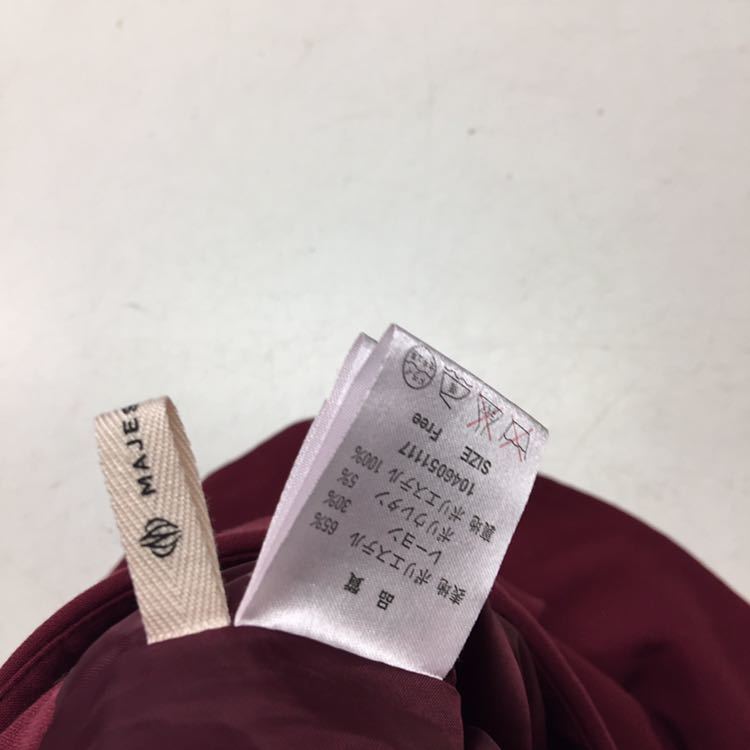 MAJES
品質
表地 ポリエステル 65%
レーヨン 30%
ポリウレタン 5%
裏地 ポリエステル 100%
1046051117
SIZE Free